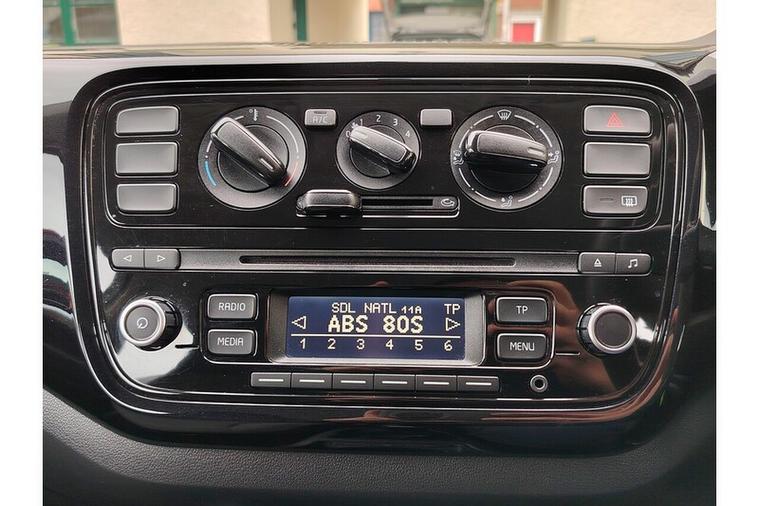 A/C
0 1 2 3 4
RADIO
MEDIA
SDL NATL 11A TP
ABS 80S
1 2 3 4 5 6
TP
MENU